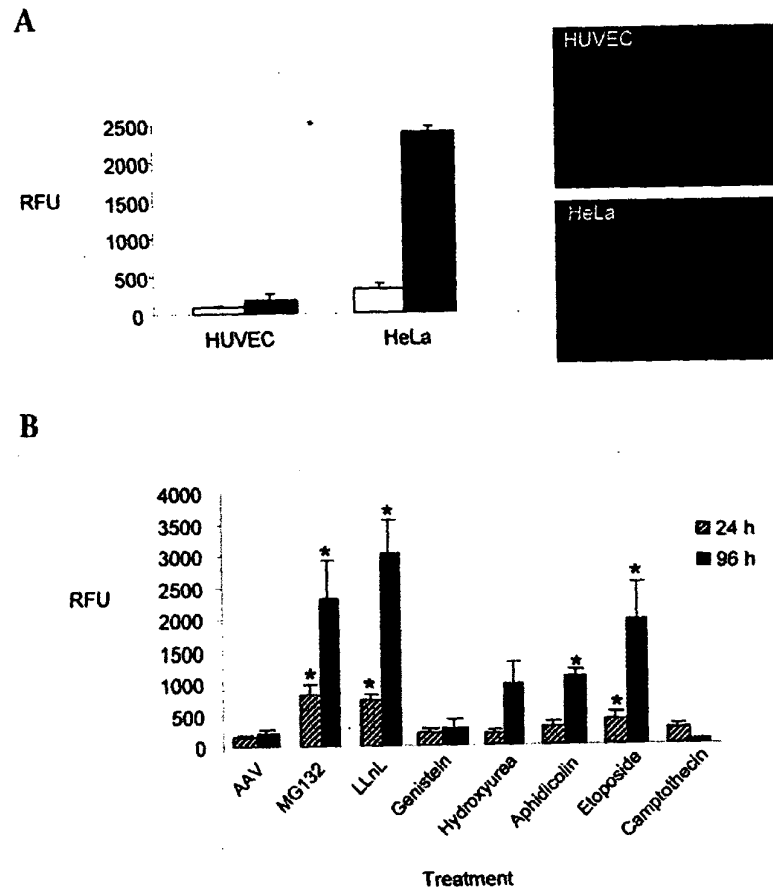 A
HUVEC
2500
2000
RFU
1500
1000
500
0
HUVEC
HeLa
HeLa
B
4000
3500
3000
RFU
2500
2000
1500
1000
500
0
24 h
96 h
* * * * * * *
AAV
MG132
LLnL
Genistein
Hydroxyurea
Aphidicolin
Etoposide
Camptothecin
Treatment